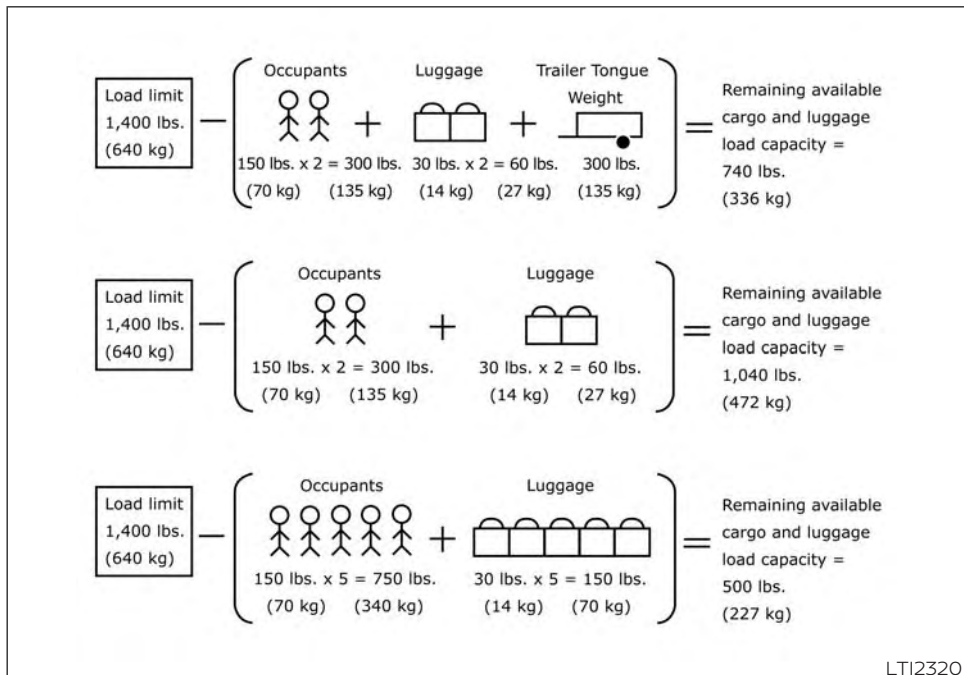 Occupants
Luggage
Trailer Tongue
Weight
Load limit
1,400 lbs.
(640 kg)
150 lbs. x 2 = 300 lbs.
(70 kg) (135 kg)
30 lbs. x 2 = 60 lbs.
(14 kg) (27 kg)
300 lbs.
(135 kg)
Remaining available
cargo and luggage
load capacity =
740 lbs.
(336 kg)
Occupants
Luggage
Load limit
1,400 lbs.
(640 kg)
150 lbs. x 2 = 300 lbs.
(70 kg) (135 kg)
30 lbs. x 2 = 60 lbs.
(14 kg) (27 kg)
Remaining available
cargo and luggage
load capacity =
1,040 lbs.
(472 kg)
Occupants
Luggage
Load limit
1,400 lbs.
(640 kg)
150 lbs. x 5 = 750 lbs.
(70 kg) (340 kg)
30 lbs. x 5 = 150 lbs.
(14 kg) (70 kg)
Remaining available
cargo and luggage
load capacity =
500 lbs.
(227 kg)
LTI2320